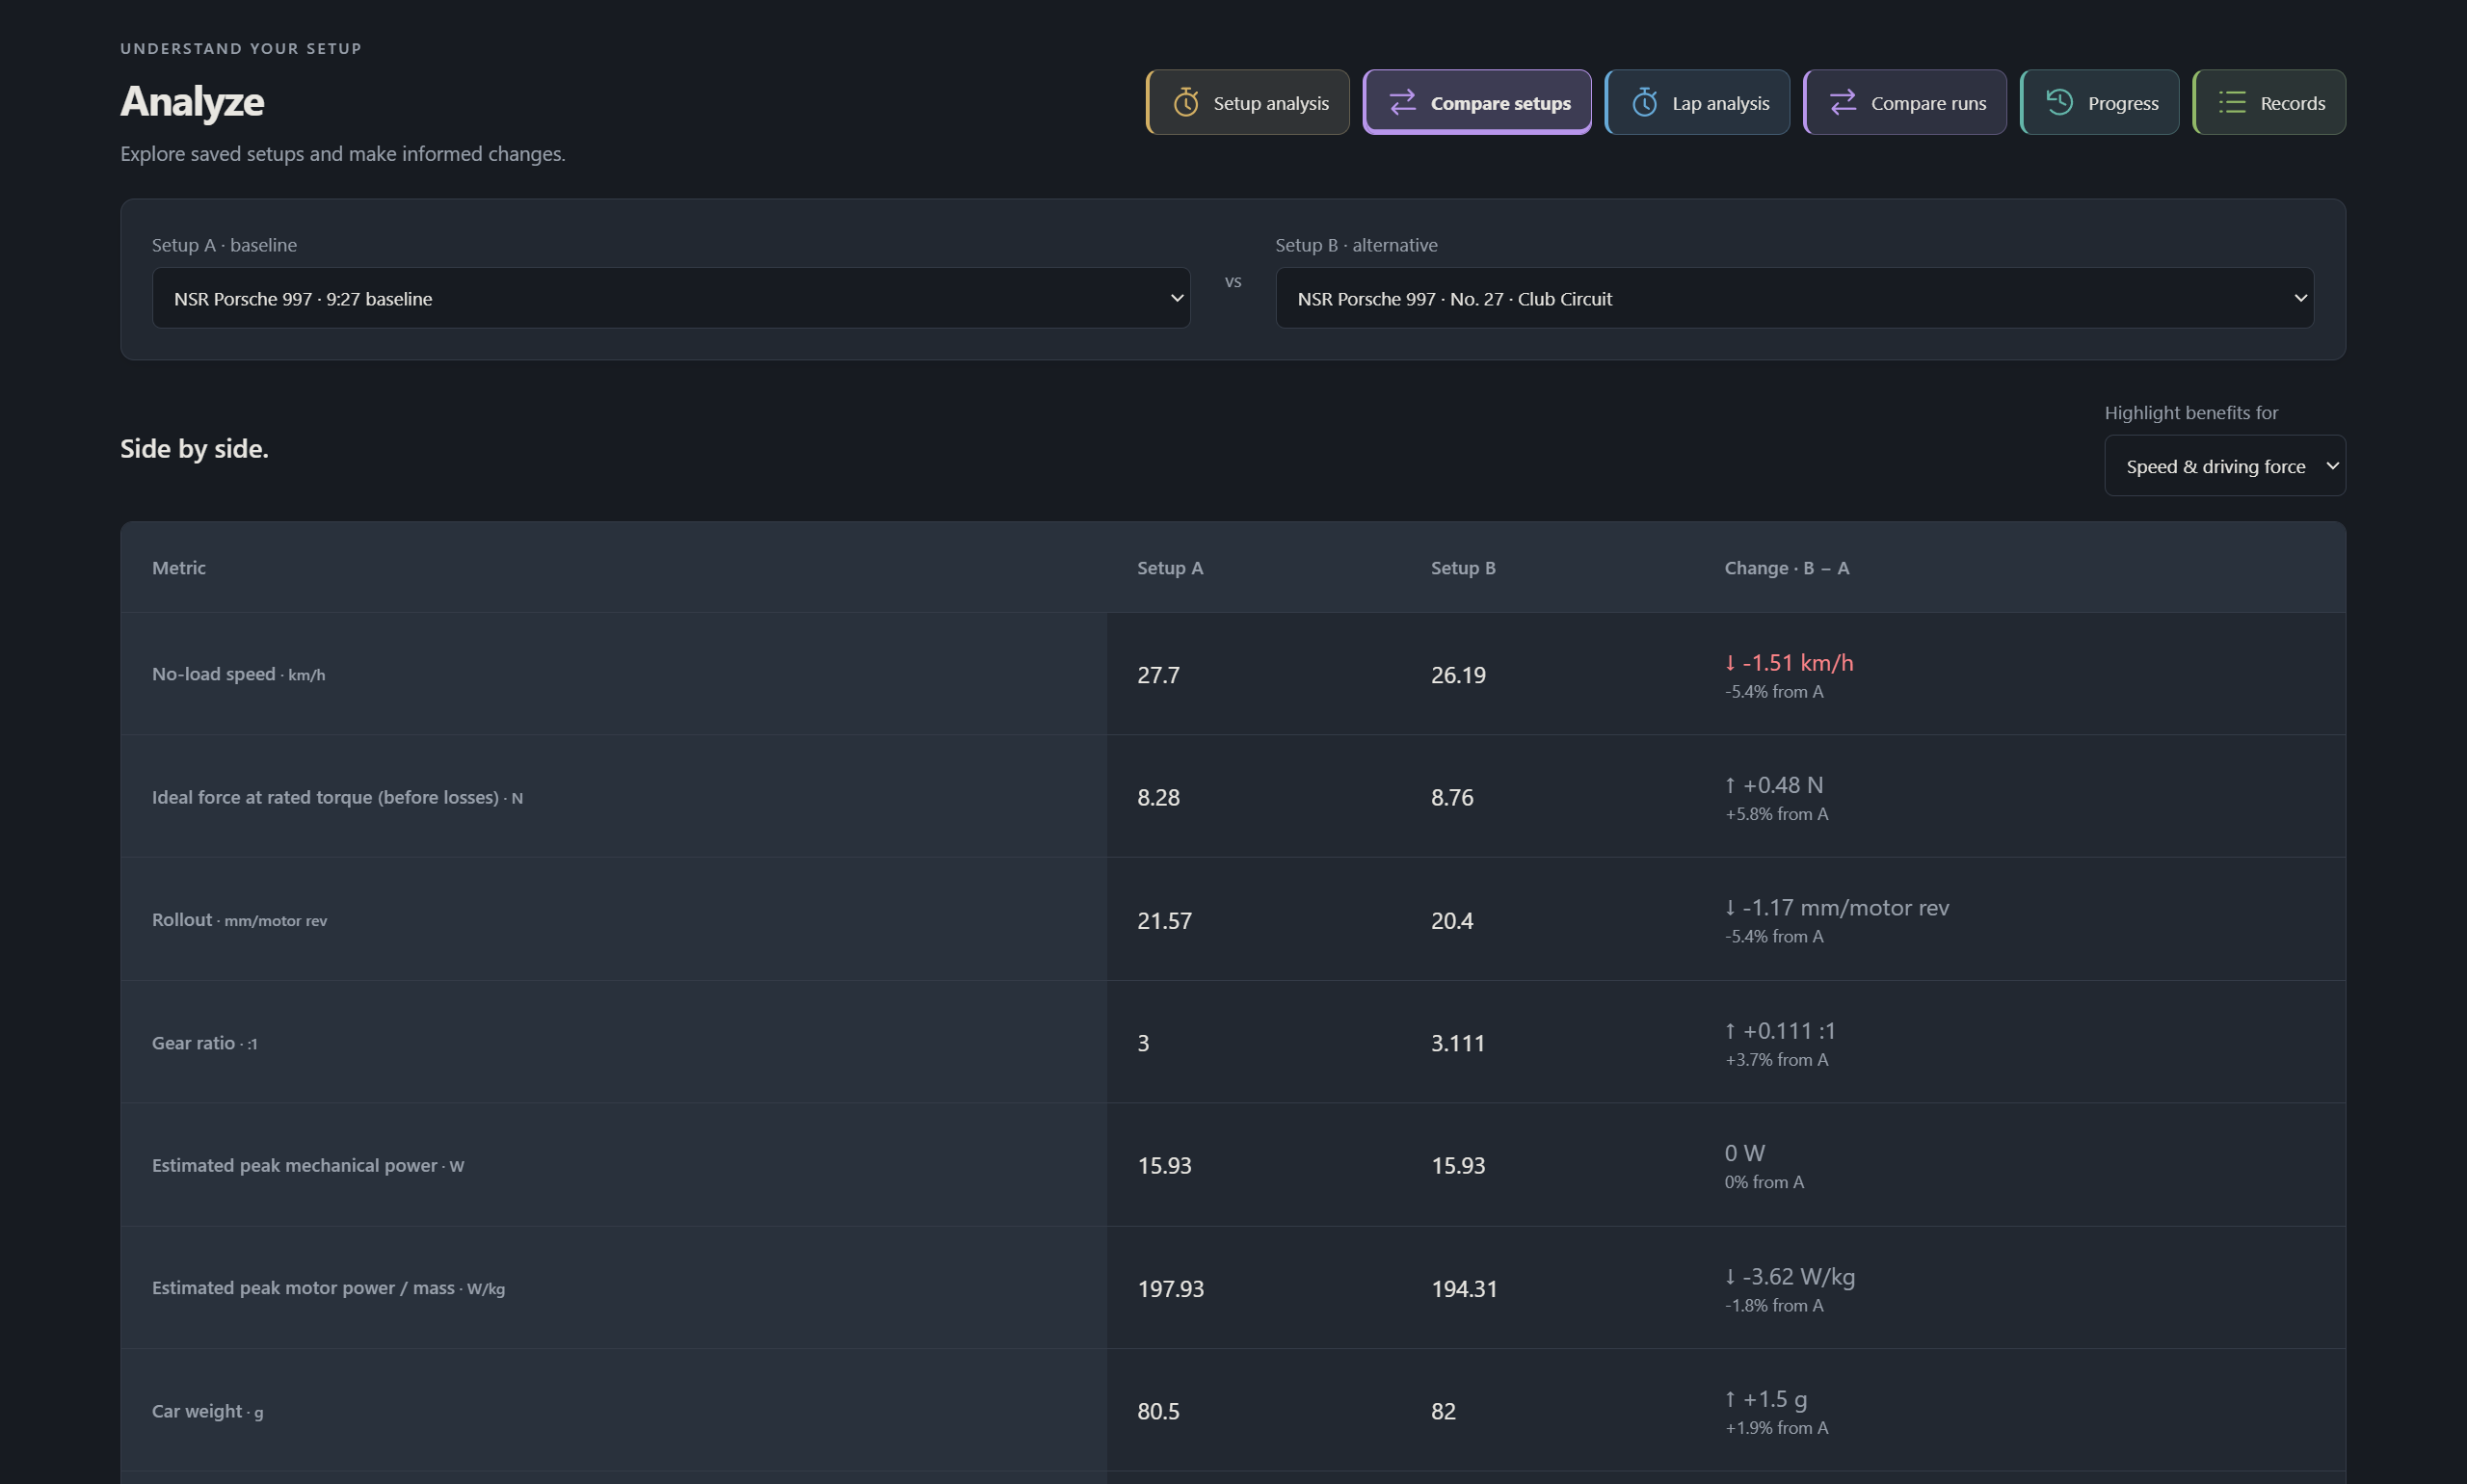 UNDERSTAND YOUR SETUP
Analyze
Explore saved setups and make informed changes.
Setup analysis
Compare setups
Lap analysis
Compare runs
Progress
Records
Setup A · baseline
NSR Porsche 997 · 9:27 baseline
vs
Setup B · alternative
NSR Porsche 997 · No. 27 · Club Circuit
Side by side.
Highlight benefits for
Speed & driving force
Metric Setup A Setup B Change · B − A
No-load speed · km/h 27.7 26.19 ↓ -1.51 km/h
-5.4% from A
Ideal force at rated torque (before losses) · N 8.28 8.76 ↑ +0.48 N
+5.8% from A
Rollout · mm/motor rev 21.57 20.4 ↓ -1.17 mm/motor rev
-5.4% from A
Gear ratio · :1 3 3.111 ↑ +0.111 :1
+3.7% from A
Estimated peak mechanical power · W 15.93 15.93 0 W
0% from A
Estimated peak motor power / mass · W/kg 197.93 194.31 ↓ -3.62 W/kg
-1.8% from A
Car weight · g 80.5 82 ↑ +1.5 g
+1.9% from A